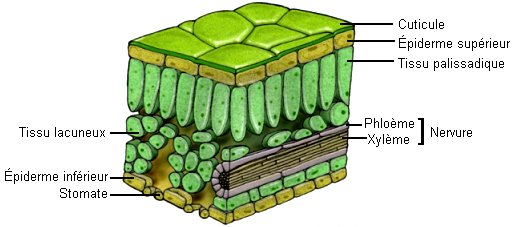 Cuticule
Épiderme supérieur
Tissu palissadique
Phloème
Xylème
Nervure
Tissu lacuneux
Épiderme inférieur
Stomate